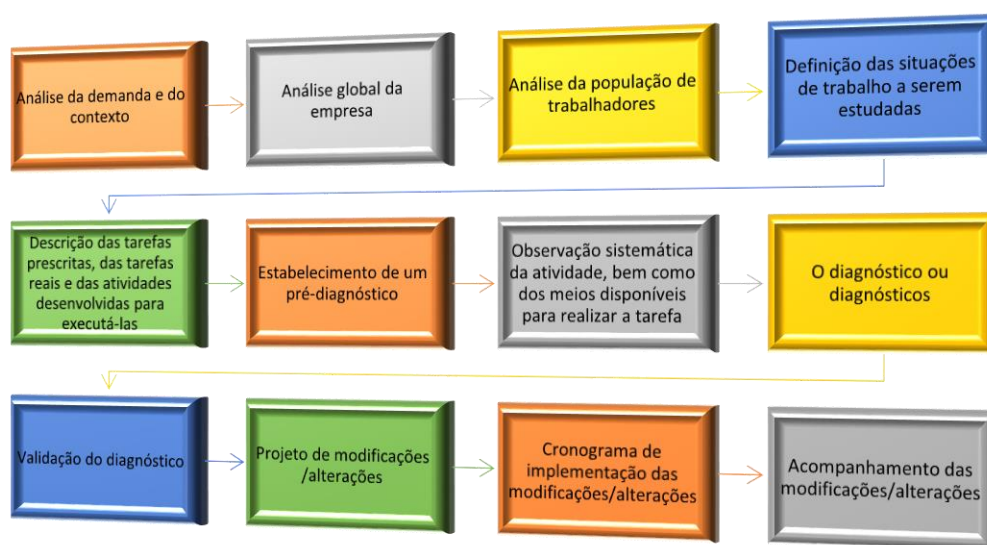 Análise da demanda e do
contexto
Análise global da
empresa
Análise da população de
trabalhadores
Definição das situações
de trabalho a serem
estudadas
Descrição das tarefas
prescritas, das tarefas
reais e das atividades
desenvolvidas para
executá-las
Estabelecimento de um
pré-diagnóstico
Observação sistemática
da atividade, bem como
dos meios disponíveis
para realizar a tarefa
O diagnóstico ou
diagnósticos
Validação do diagnóstico
Projeto de modificações
/alterações
Cronograma de
implementação das
modificações/alterações
Acompanhamento das
modificações/alterações